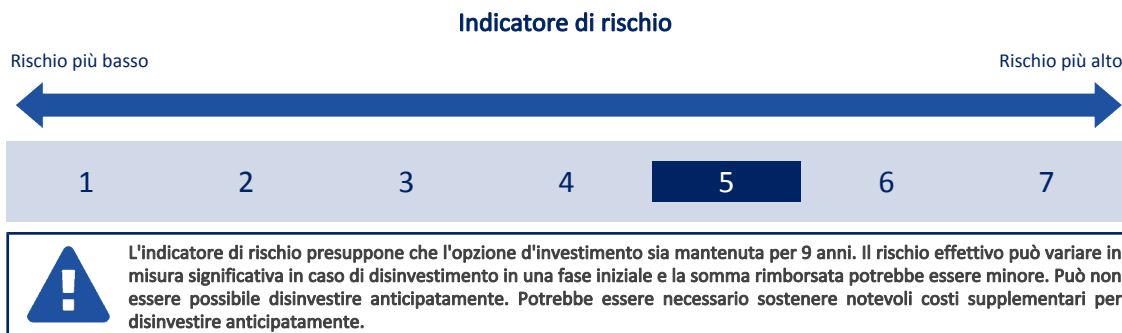 Indicatore di rischio
Rischio più basso
Rischio più alto
1 2 3 4 5 6 7
L'indicatore di rischio presuppone che l'opzione d'investimento sia mantenuta per 9 anni. Il rischio effettivo può variare in
misura significativa in caso di disinvestimento in una fase iniziale e la somma rimborsata potrebbe essere minore. Può non
essere possibile disinvestire anticipatamente. Potrebbe essere necessario sostenere notevoli costi supplementari per
disinvestire anticipatamente.